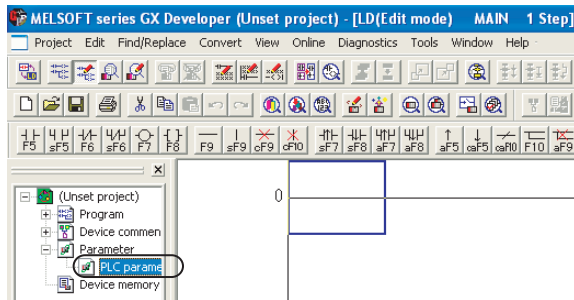 MELSOFT series GX Developer (Unset project) - [LD(Edit mode) MAIN 1 Step]
Project Edit Find/Replace Convert View Online Diagnostics Tools Window Help
F5 sF5 F6 sF6 F7 F8 F9 sF9 cF9 cF10 sF7 sF8 aF7 aF8 aF5 caF5 caF10 F10 aF9
(Unset project)
0
Program
Device commen
Parameter
PLC parame
Device memory